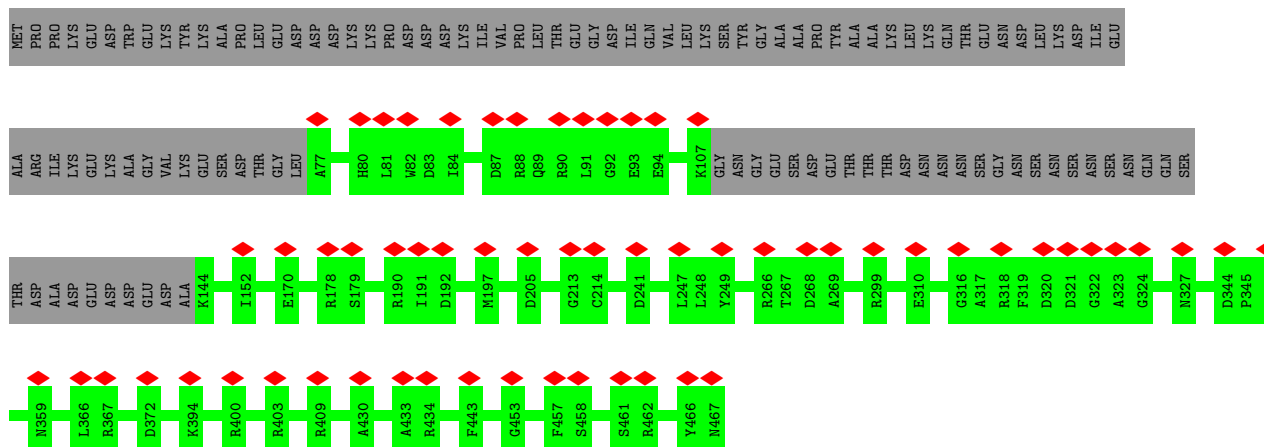 MET PRO PRO LYS GLU ASP TRP GLU LYS TYR LYS ALA PRO LEU GLU ASP ASP ASP LYS LYS PRO ASP ASP ASP LYS ILE VAL PRO LEU THR GLU GLY ASP ILE GLN VAL LEU LYS SER TYR GLY ALA ALA PRO TYR ALA ALA LYS LEU LYS GLN THR GLU ASN ASP LEU LYS ASP ILE GLU
ALA ARG ILE LYS GLU LYS ALA GLY VAL LYS GLU SER ASP THR GLY LEU A77 H80 L81 W82 D83 I84 D87 R88 Q89 R90 L91 G92 E93 E94 K107 GLY ASN GLY GLU SER ASP GLU THR THR THR ASP ASN ASN ASN SER GLY ASN SER ASN SER ASN SER ASN GLN GLN SER
THR ASP ALA ASP GLU ASP ASP GLU ASP ALA K144 I152 E170 R178 S179 R190 I191 D192 M197 D205 G213 C214 D241 L247 L248 Y249 R266 T267 D268 A269 R299 E310 G316 A317 R318 F319 D320 D321 G322 A323 G324 N327 D344 P345
N359 L366 R367 D372 K394 R400 R403 R409 A430 A433 R434 F443 G453 F457 S458 S461 R462 Y466 N467